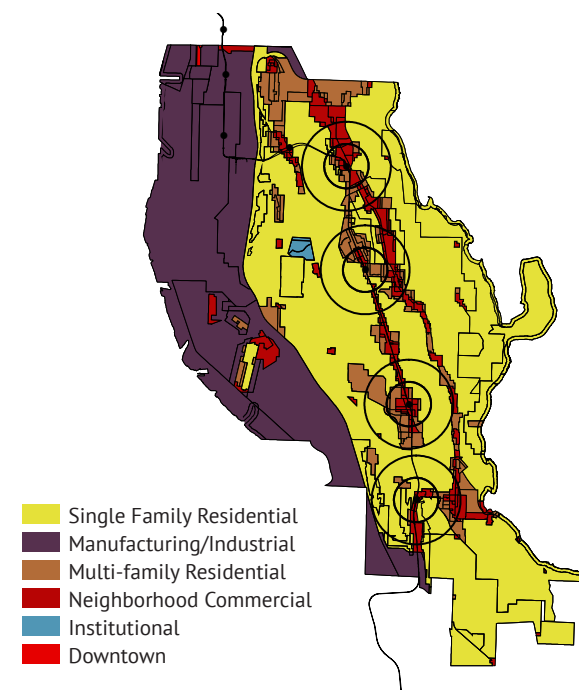 Single Family Residential
Manufacturing/Industrial
Multi-family Residential
Neighborhood Commercial
Institutional
Downtown